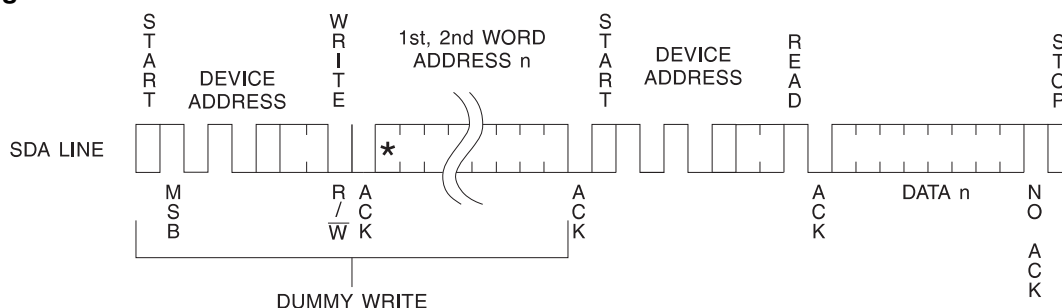 START
WRITE
1st, 2nd WORD
ADDRESS n
START
DEVICE
ADDRESS
READ
STOP
DEVICE
ADDRESS
SDA LINE
*
MSB
R/W
ACK
ACK
ACK
DATA n
NO ACK
DUMMY WRITE